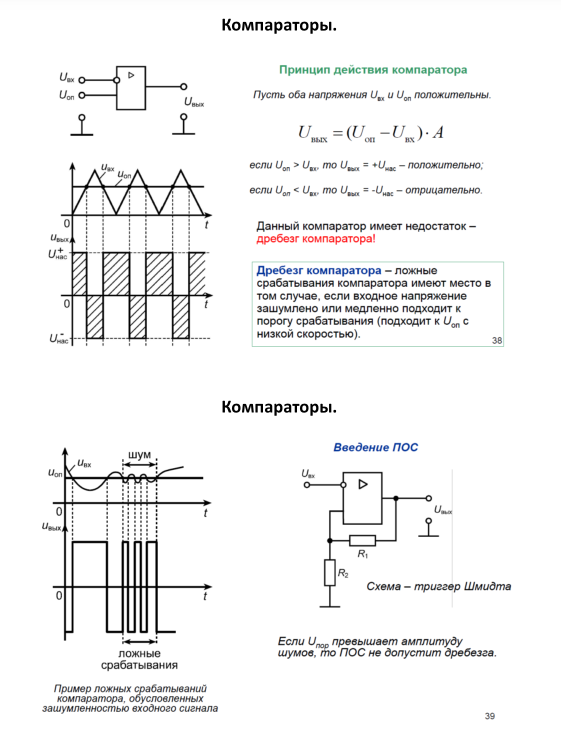 Компараторы.
Uвх
Uоп
Uвых
uвх
uоп
0
t
uвых
U+нас
0
t
U-нас
Принцип действия компаратора
Пусть оба напряжения Uвх и Uоп положительны.
Uвых = (Uоп − Uвх) · A
если Uоп > Uвх, то Uвых = +Uнас – положительно;
если Uоп < Uвх, то Uвых = -Uнас – отрицательно.
Данный компаратор имеет недостаток –
дребезг компаратора!
Дребезг компаратора – ложные
срабатывания компаратора имеют место в
том случае, если входное напряжение
зашумлено или медленно подходит к
порогу срабатывания (подходит к Uоп с
низкой скоростью).
38
Компараторы.
шум
uоп
uвх
0
t
uвых
0
t
ложные
срабатывания
Пример ложных срабатываний
компаратора, обусловленных
зашумленностью входного сигнала
Введение ПОС
Uвх
Uвых
R1
R2
Схема – триггер Шмидта
Если Uпор превышает амплитуду
шумов, то ПОС не допустит дребезга.
39